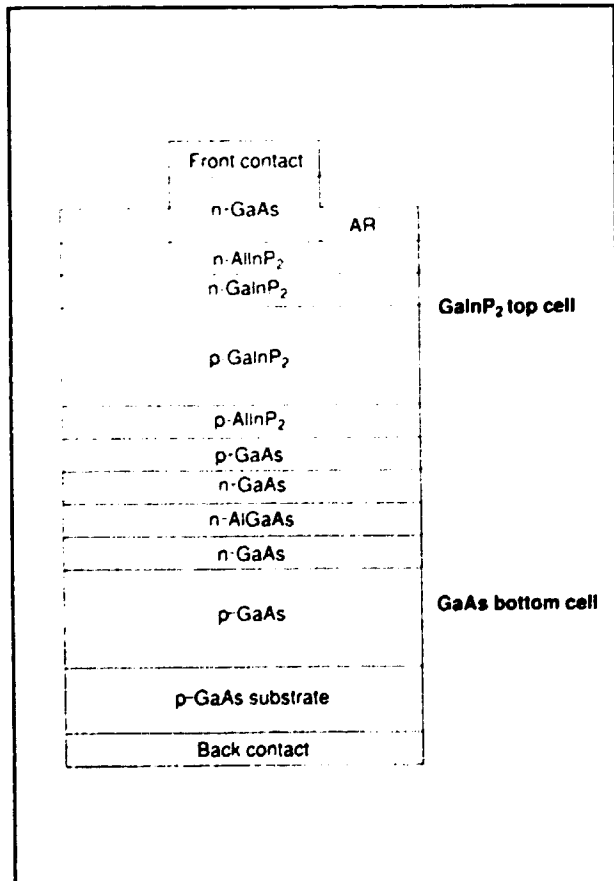 Front contact
n-GaAs
AR
n-AlInP₂
n-GaInP₂
GaInP₂ top cell
p GaInP₂
p-AlInP₂
p-GaAs
n-GaAs
n-AlGaAs
n-GaAs
p-GaAs
GaAs bottom cell
p-GaAs substrate
Back contact